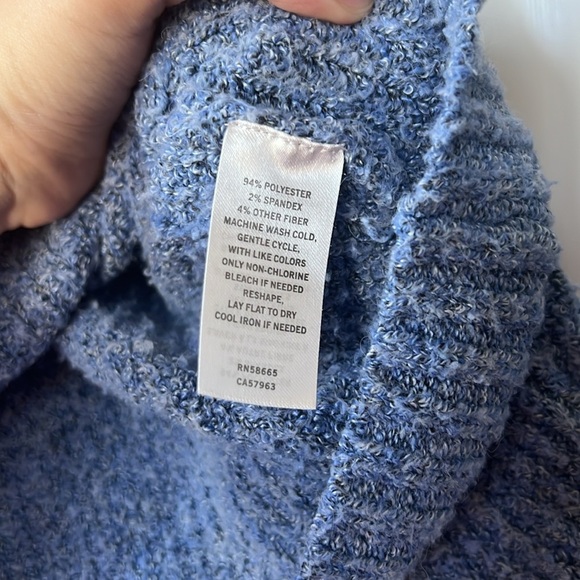 94% POLYESTER
2% SPANDEX
4% OTHER FIBER
MACHINE WASH COLD,
GENTLE CYCLE,
WITH LIKE COLORS
ONLY NON-CHLORINE
BLEACH IF NEEDED
RESHAPE,
LAY FLAT TO DRY
COOL IRON IF NEEDED
RN58665
CA57963